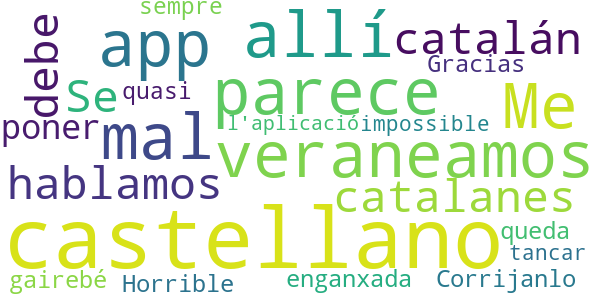 sempre
debe
app
allí
catalán
Gracias
Se
quasi
parece
Me
poner
mal
l'aplicació
impossible
veraneamos
hablamos
catalanes
castellano
queda
tancar
gairebé
Horrible
enganxada
Corrijanlo